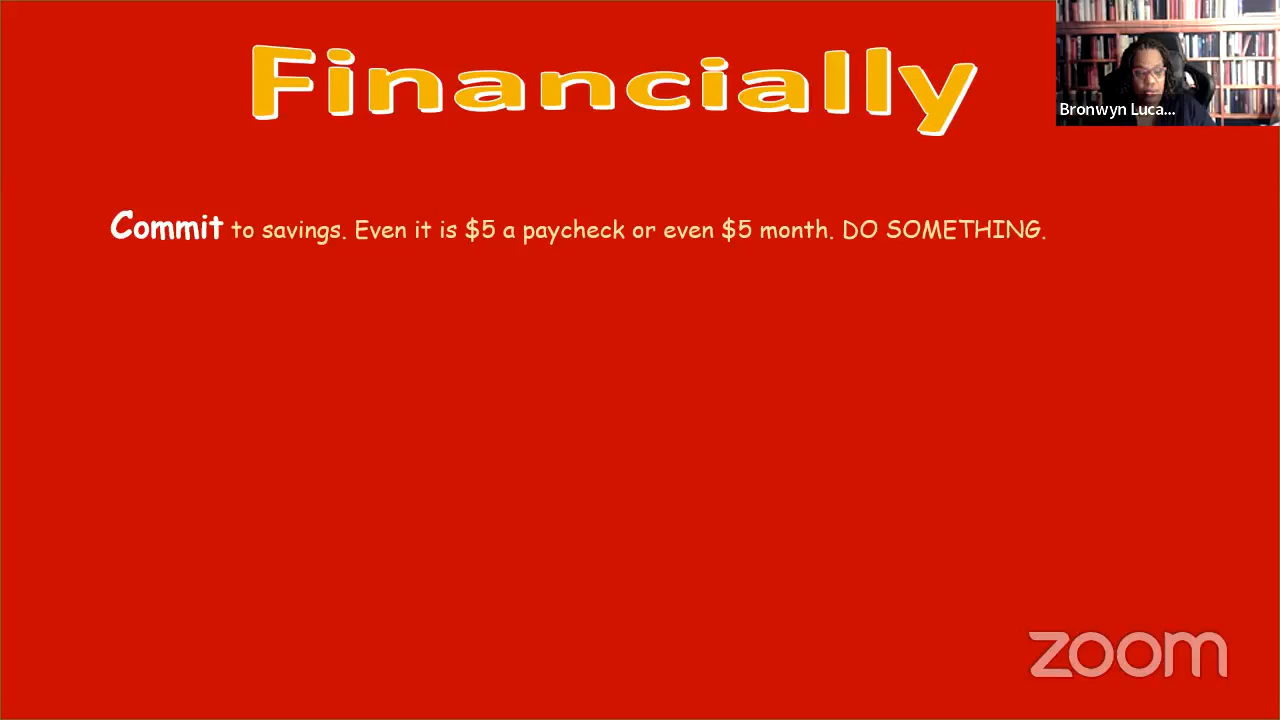 Financially
Bronwyn Luca...
Commit to savings. Even it is $5 a paycheck or even $5 month. DO SOMETHING.
zoom